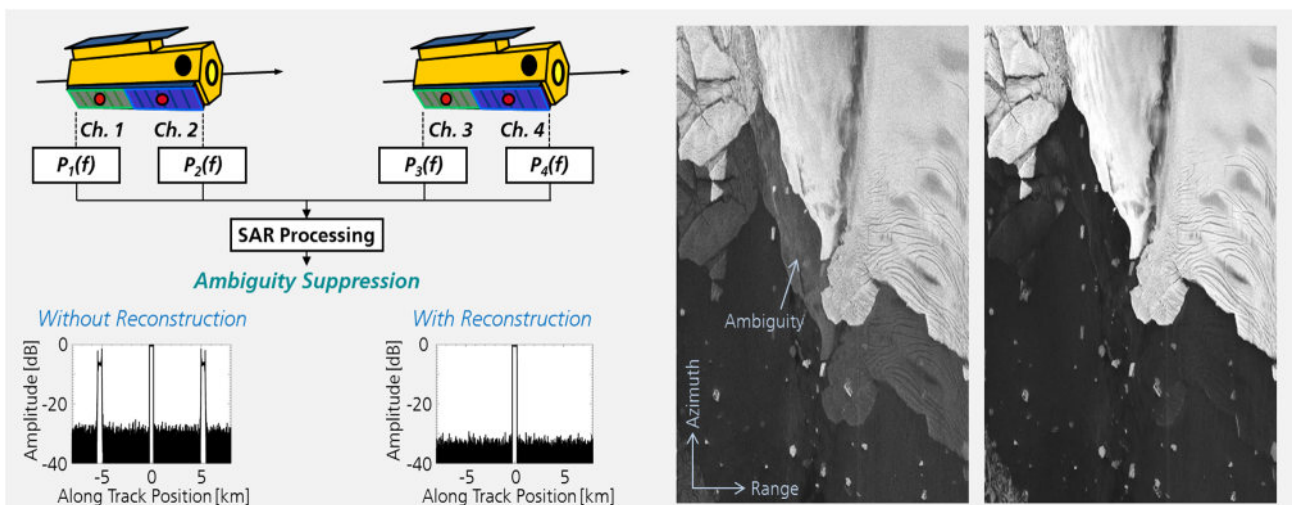 Ch. 1 Ch. 2 Ch. 3 Ch. 4
P1(f) P2(f) P3(f) P4(f)
SAR Processing
Ambiguity Suppression
Without Reconstruction
With Reconstruction
Amplitude [dB]
0
-20
-40
-5 0 5
Along Track Position [km]
Amplitude [dB]
0
-20
-40
-5 0 5
Along Track Position [km]
Ambiguity
Azimuth
Range